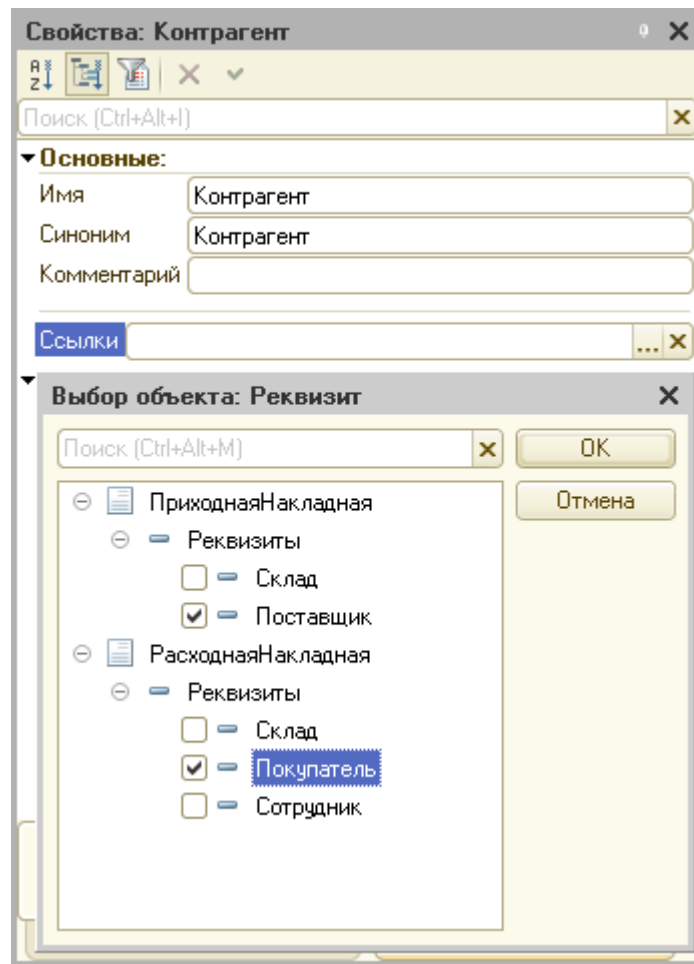 Свойства: Контрагент
Поиск (Ctrl+Alt+I)
Основные:
Имя Контрагент
Синоним Контрагент
Комментарий
Ссылки ...
Выбор объекта: Реквизит
Поиск (Ctrl+Alt+M) OK
Отмена
ПриходнаяНакладная
Реквизиты
Склад
Поставщик
РасходнаяНакладная
Реквизиты
Склад
Покупатель
Сотрудник